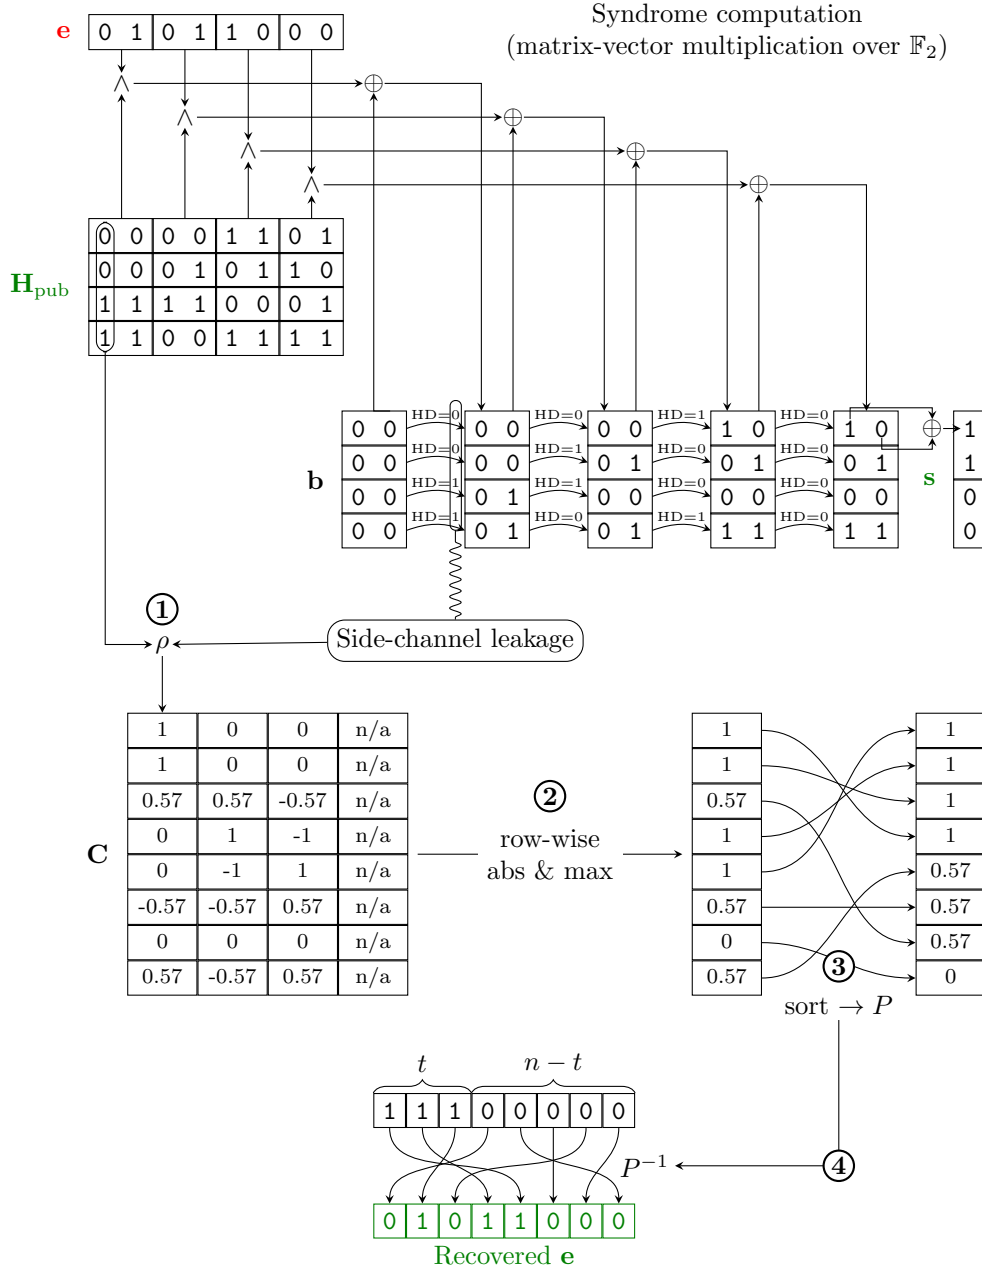 Syndrome computation
(matrix-vector multiplication over 𝔽₂)
e 0 1 0 1 1 0 0 0
∧ ⊕
∧ ⊕
∧ ⊕
∧ ⊕
H_pub
0 0 0 0 1 1 0 1
0 0 0 1 0 1 1 0
1 1 1 1 0 0 0 1
1 1 0 0 1 1 1 1
b
0 0 HD=0 0 0 HD=0 0 0 HD=1 1 0 HD=0 1 0 ⊕ 1
0 0 HD=0 0 0 HD=1 0 1 HD=0 0 1 HD=0 0 1 1
0 0 HD=1 0 1 HD=1 0 0 HD=0 0 0 HD=0 0 0 0
0 0 HD=1 0 1 HD=0 0 1 HD=1 1 1 HD=0 1 1 0
s
1
ρ
Side-channel leakage
C
1 0 0 n/a
1 0 0 n/a
0.57 0.57 -0.57 n/a
0 1 -1 n/a
0 -1 1 n/a
-0.57 -0.57 0.57 n/a
0 0 0 n/a
0.57 -0.57 0.57 n/a
2
row-wise
abs & max
1 1
1 1
0.57 1
1 1
1 0.57
0.57 0.57
0 0.57
0.57 0
3
sort → P
t n − t
1 1 1 0 0 0 0 0
P⁻¹ 4
0 1 0 1 1 0 0 0
Recovered e